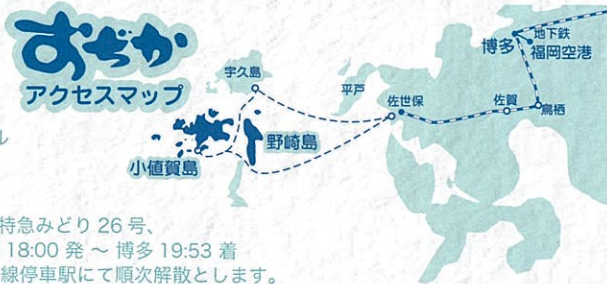 おぢか
アクセスマップ
宇久島
平戸
佐世保
佐賀
鳥栖
博多
地下鉄
福岡空港
小値賀島
野崎島
ル
特急みどり 26 号、
18:00 発 ～ 博多 19:53 着
線停車駅にて順次解散とします。